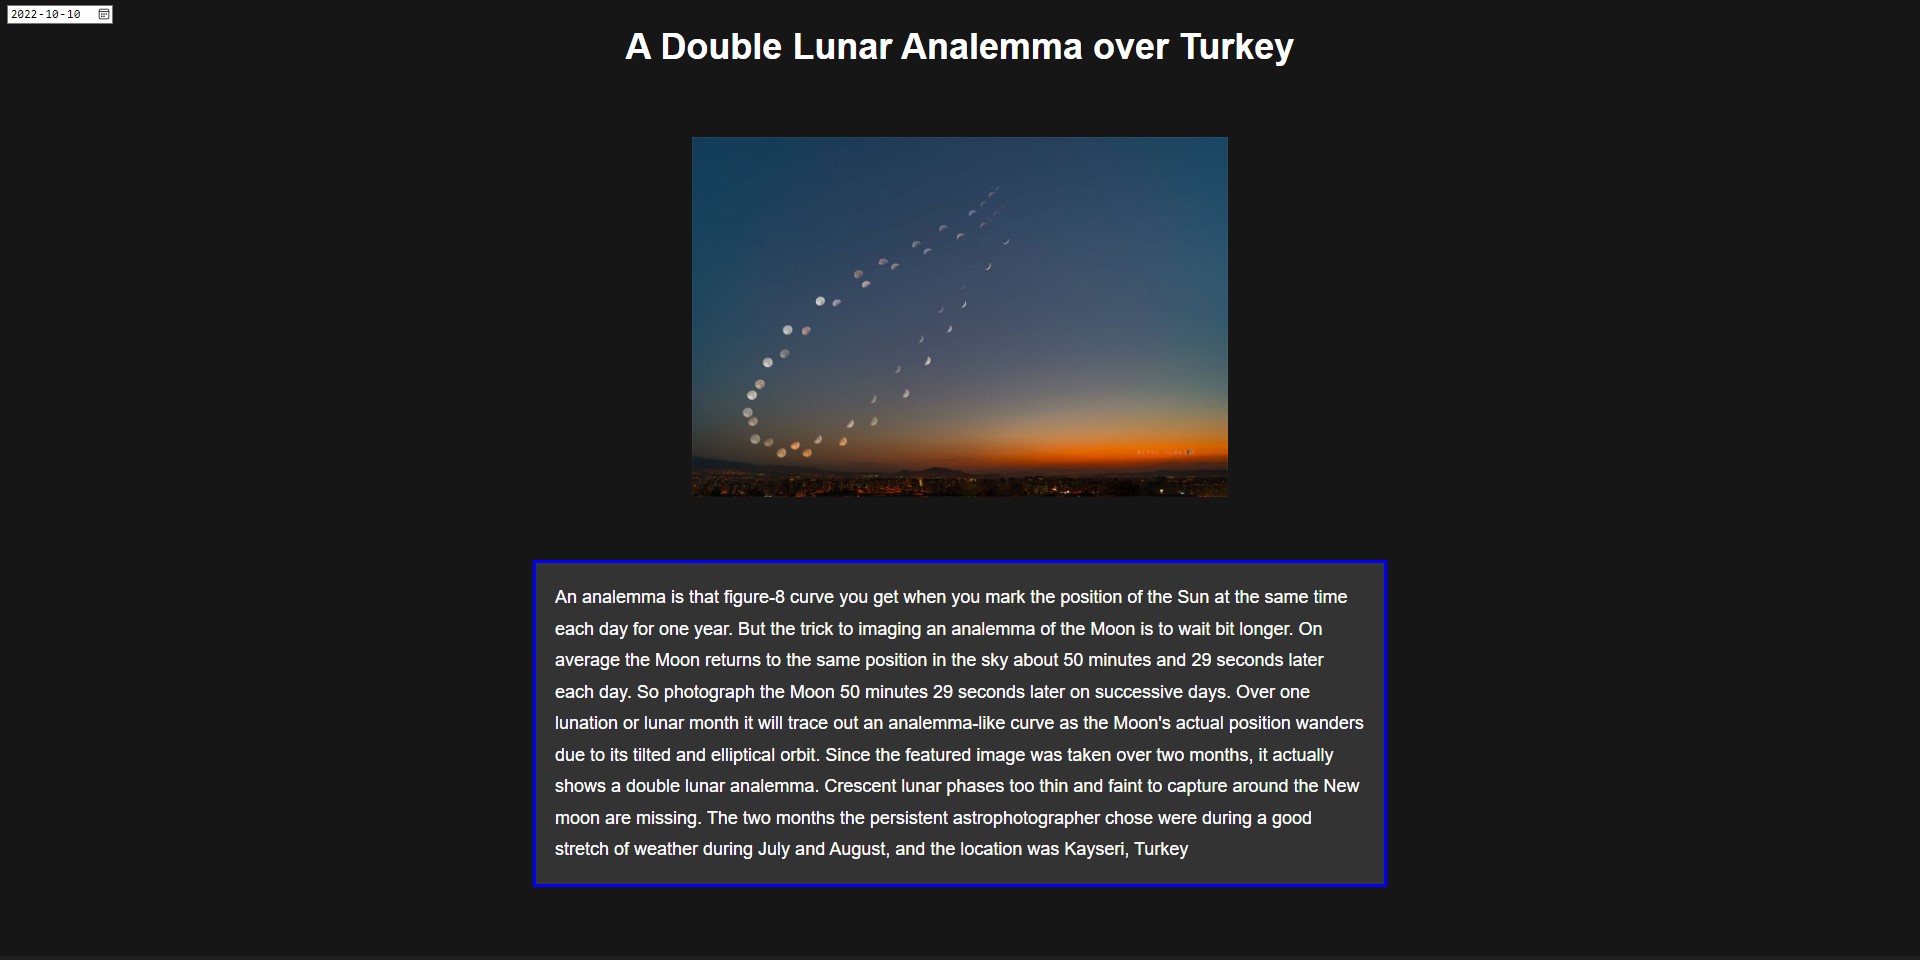 2022-10-10
A Double Lunar Analemma over Turkey
An analemma is that figure-8 curve you get when you mark the position of the Sun at the same time
each day for one year. But the trick to imaging an analemma of the Moon is to wait bit longer. On
average the Moon returns to the same position in the sky about 50 minutes and 29 seconds later
each day. So photograph the Moon 50 minutes 29 seconds later on successive days. Over one
lunation or lunar month it will trace out an analemma-like curve as the Moon's actual position wanders
due to its tilted and elliptical orbit. Since the featured image was taken over two months, it actually
shows a double lunar analemma. Crescent lunar phases too thin and faint to capture around the New
moon are missing. The two months the persistent astrophotographer chose were during a good
stretch of weather during July and August, and the location was Kayseri, Turkey